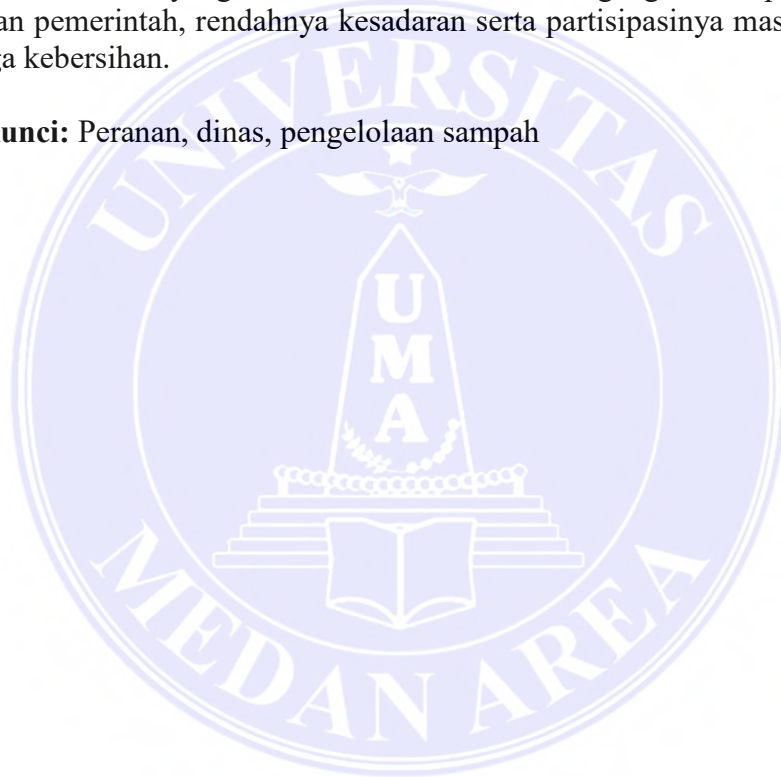 an pemerintah, rendahnya kesadaran serta partisipasinya mas
ga kebersihan.
unci: Peranan, dinas, pengelolaan sampah
UNIVERSITAS
U
M
A
MEDAN AREA